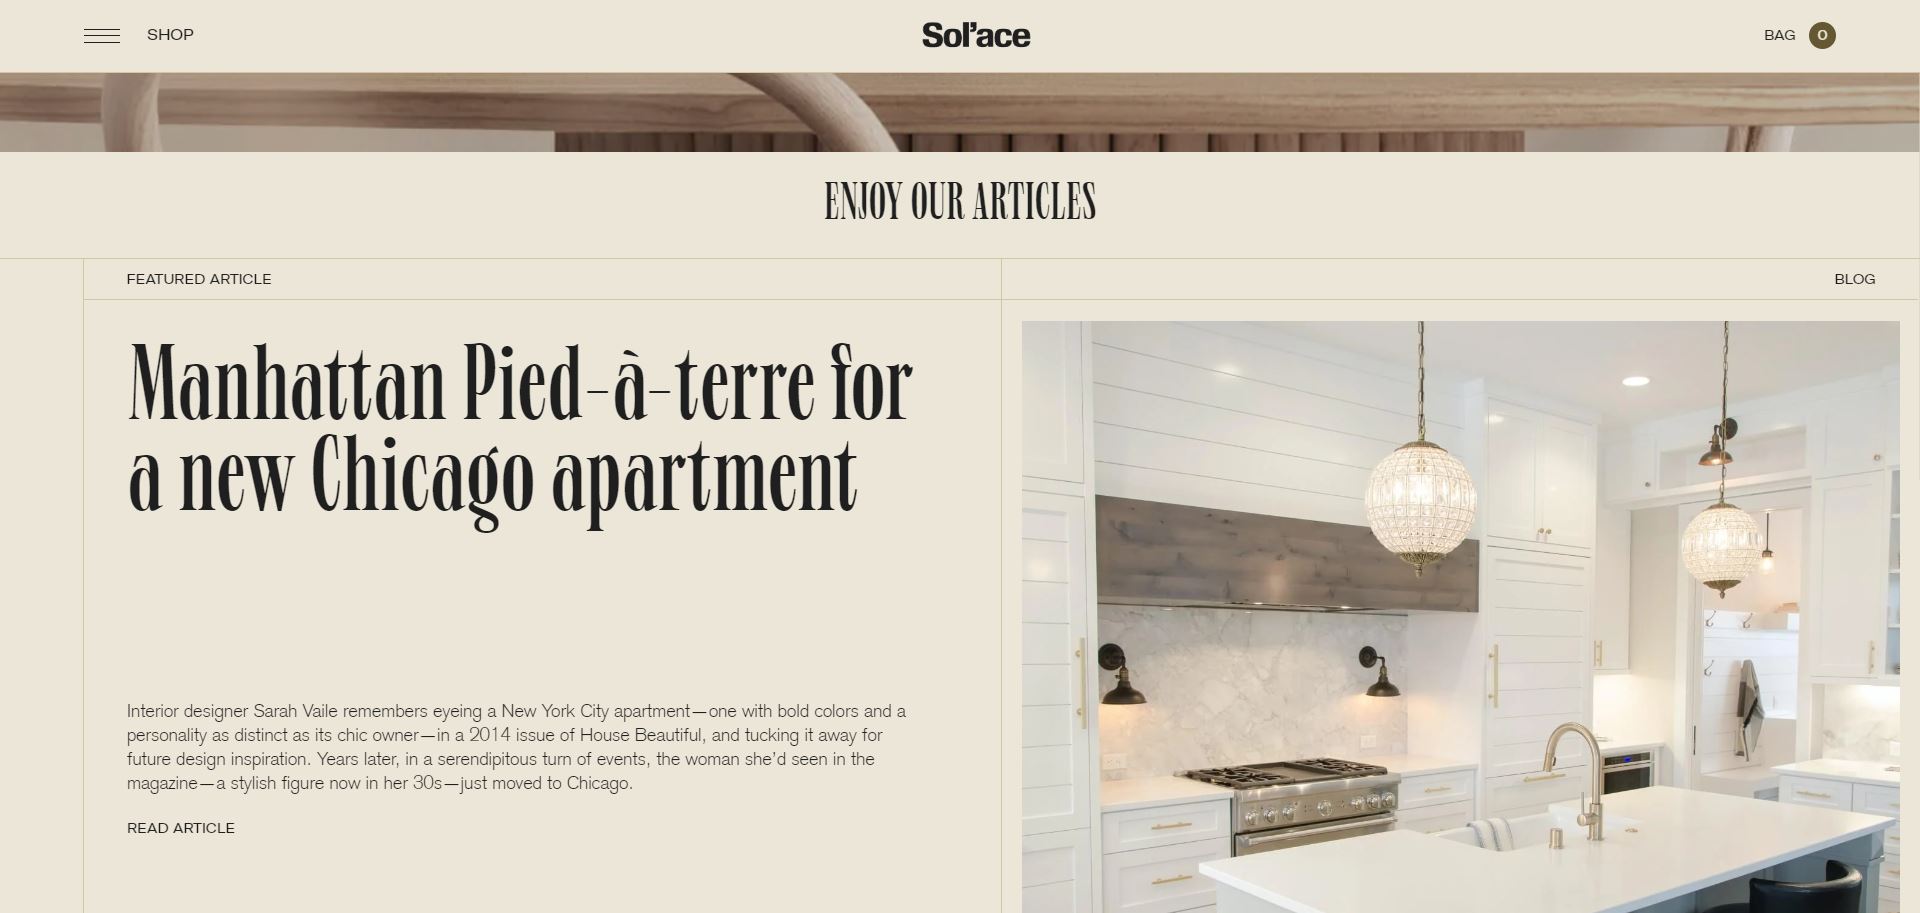 SHOP
Sol’ace
BAG 0
ENJOY OUR ARTICLES
FEATURED ARTICLE
BLOG
Manhattan Pied-à-terre for
a new Chicago apartment
Interior designer Sarah Vaile remembers eyeing a New York City apartment—one with bold colors and a
personality as distinct as its chic owner—in a 2014 issue of House Beautiful, and tucking it away for
future design inspiration. Years later, in a serendipitous turn of events, the woman she’d seen in the
magazine—a stylish figure now in her 30s—just moved to Chicago.
READ ARTICLE